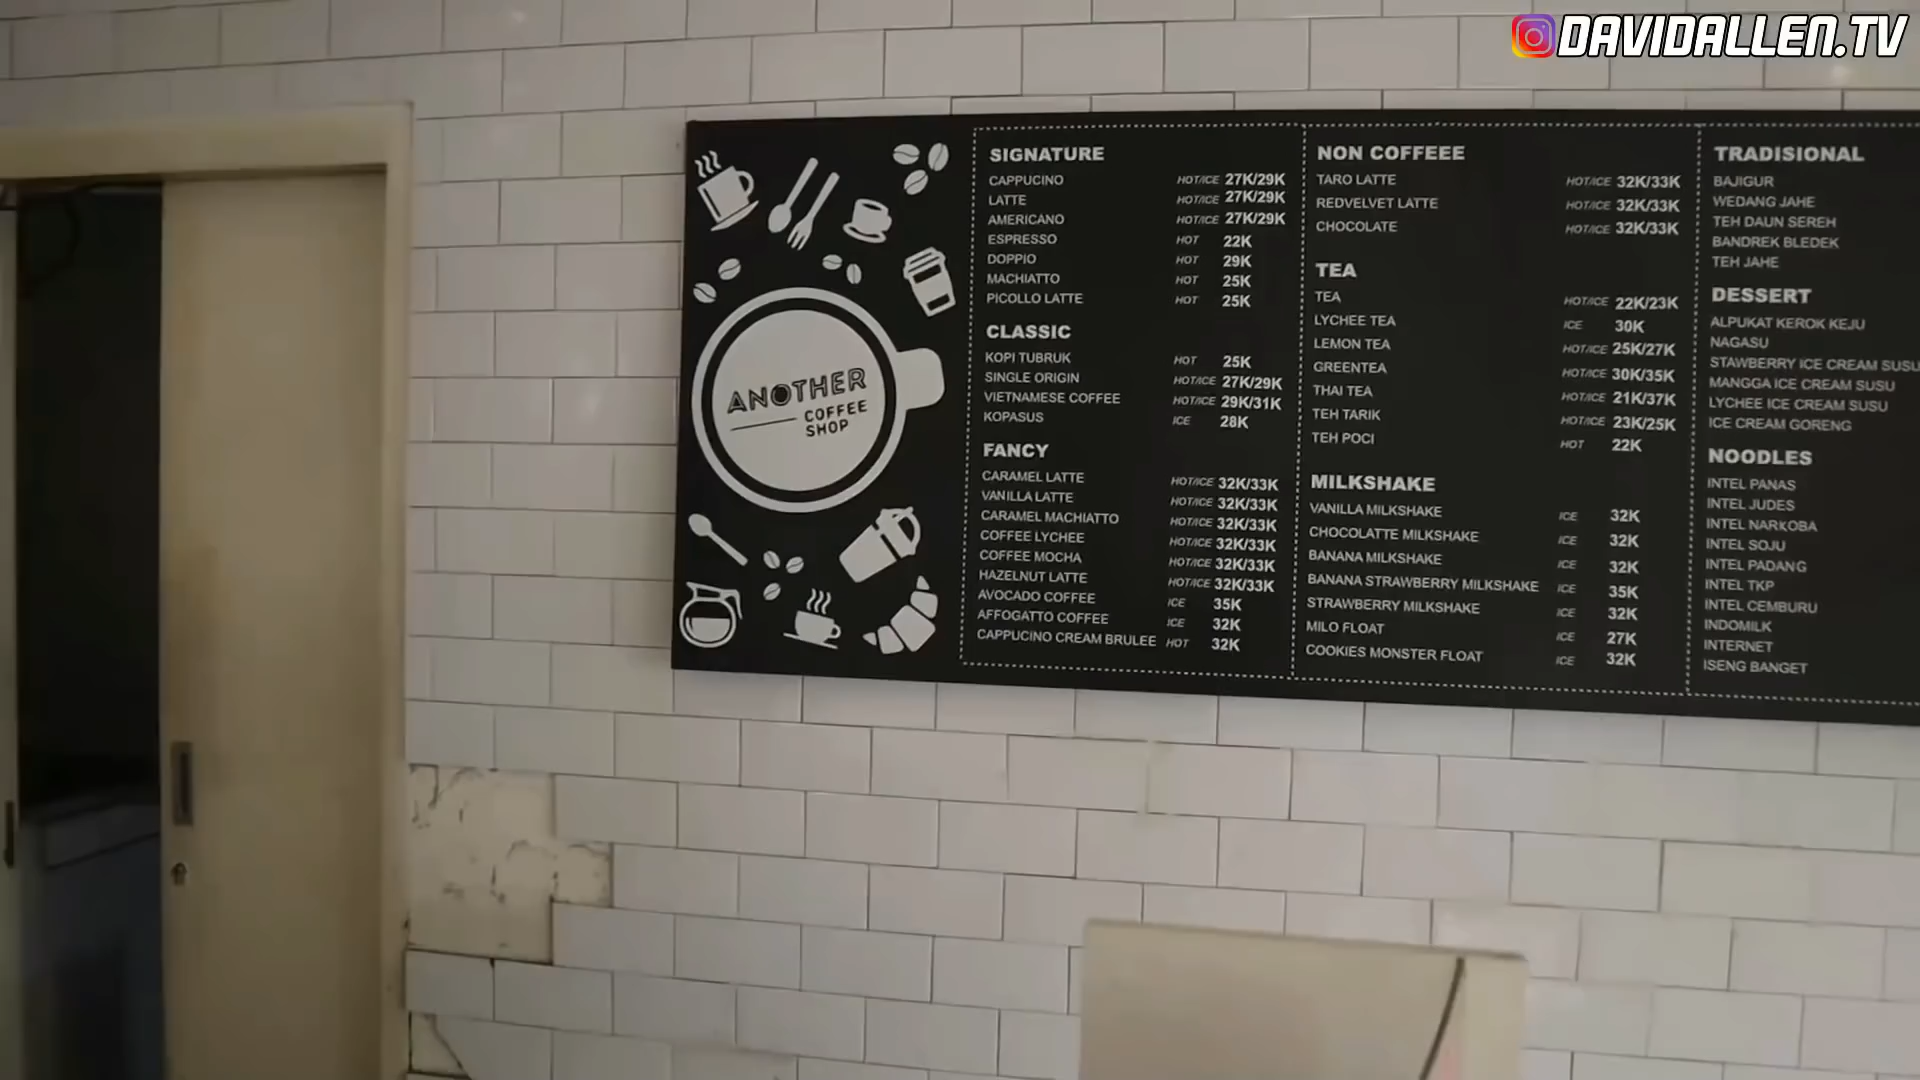 DAVIDALLEN.TV
ANOTHER
COFFEE
SHOP
SIGNATURE
CAPPUCINO HOT/ICE 27K/29K
LATTE HOT/ICE 27K/29K
AMERICANO HOT/ICE 27K/29K
ESPRESSO HOT 22K
DOPPIO HOT 29K
MACHIATTO HOT 25K
PICOLLO LATTE HOT 25K
CLASSIC
KOPI TUBRUK HOT 25K
SINGLE ORIGIN HOT/ICE 27K/29K
VIETNAMESE COFFEE HOT/ICE 29K/31K
KOPASUS ICE 28K
FANCY
CARAMEL LATTE HOT/ICE 32K/33K
VANILLA LATTE HOT/ICE 32K/33K
CARAMEL MACHIATTO HOT/ICE 32K/33K
COFFEE LYCHEE HOT/ICE 32K/33K
COFFEE MOCHA HOT/ICE 32K/33K
HAZELNUT LATTE HOT/ICE 32K/33K
AVOCADO COFFEE ICE 35K
AFFOGATTO COFFEE ICE 32K
CAPPUCINO CREAM BRULEE HOT 32K
NON COFFEEE
TARO LATTE HOT/ICE 32K/33K
REDVELVET LATTE HOT/ICE 32K/33K
CHOCOLATE HOT/ICE 32K/33K
TEA
TEA HOT/ICE 22K/23K
LYCHEE TEA ICE 30K
LEMON TEA HOT/ICE 25K/27K
GREENTEA HOT/ICE 30K/35K
THAI TEA HOT/ICE 21K/37K
TEH TARIK HOT/ICE 23K/25K
TEH POCI HOT 22K
MILKSHAKE
VANILLA MILKSHAKE ICE 32K
CHOCOLATTE MILKSHAKE ICE 32K
BANANA MILKSHAKE ICE 32K
BANANA STRAWBERRY MILKSHAKE ICE 35K
STRAWBERRY MILKSHAKE ICE 32K
MILO FLOAT ICE 27K
COOKIES MONSTER FLOAT ICE 32K
TRADISIONAL
BAJIGUR
WEDANG JAHE
TEH DAUN SEREH
BANDREK BLEDEK
TEH JAHE
DESSERT
ALPUKAT KEROK KEJU
NAGASU
STAWBERRY ICE CREAM SUSU
MANGGA ICE CREAM SUSU
LYCHEE ICE CREAM SUSU
ICE CREAM GORENG
NOODLES
INTEL PANAS
INTEL JUDES
INTEL NARKOBA
INTEL SOJU
INTEL PADANG
INTEL TKP
INTEL CEMBURU
INDOMILK
INTERNET
ISENG BANGET